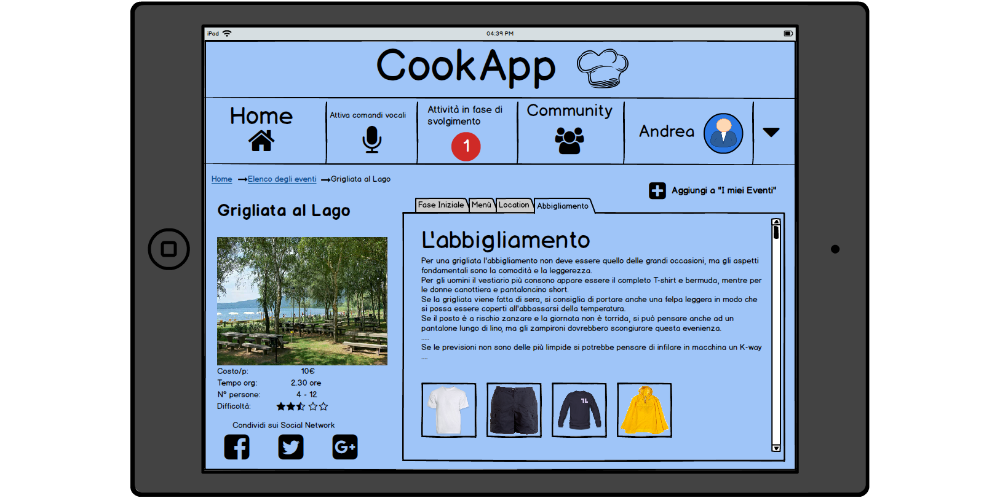 iPad
04:39 PM
CookApp
Home
Attiva comandi vocali
Attività in fase di
svolgimento
1
Community
Andrea
Home
Elenco degli eventi
Grigliata al Lago
Aggiungi a "I miei Eventi"
Grigliata al Lago
Costo/p: 10€
Tempo org: 2.30 ore
N° persone: 4 - 12
Difficoltà:
Condividi sui Social Network
Fase Iniziale
Menù
Location
Abbigliamento
L'abbigliamento
Per una grigliata l'abbigliamento non deve essere quello delle grandi occasioni, ma gli aspetti
fondamentali sono la comodità e la leggerezza.
Per gli uomini il vestiario più consono appare essere il completo T-shirt e bermuda, mentre per
le donne canottiera e pantaloncino short.
Se la grigliata viene fatta di sera, si consiglia di portare anche una felpa leggera in modo che
si possa essere coperti all'abbassarsi della temperatura.
Se il posto è a rischio zanzare e la giornata non è torrida, si può pensare anche ad un
pantalone lungo di lino, ma gli zampironi dovrebbero scongiurare questa evenienza.
.....
Se le previsioni non sono delle più limpide si potrebbe pensare di infilare in macchina un K-way
....